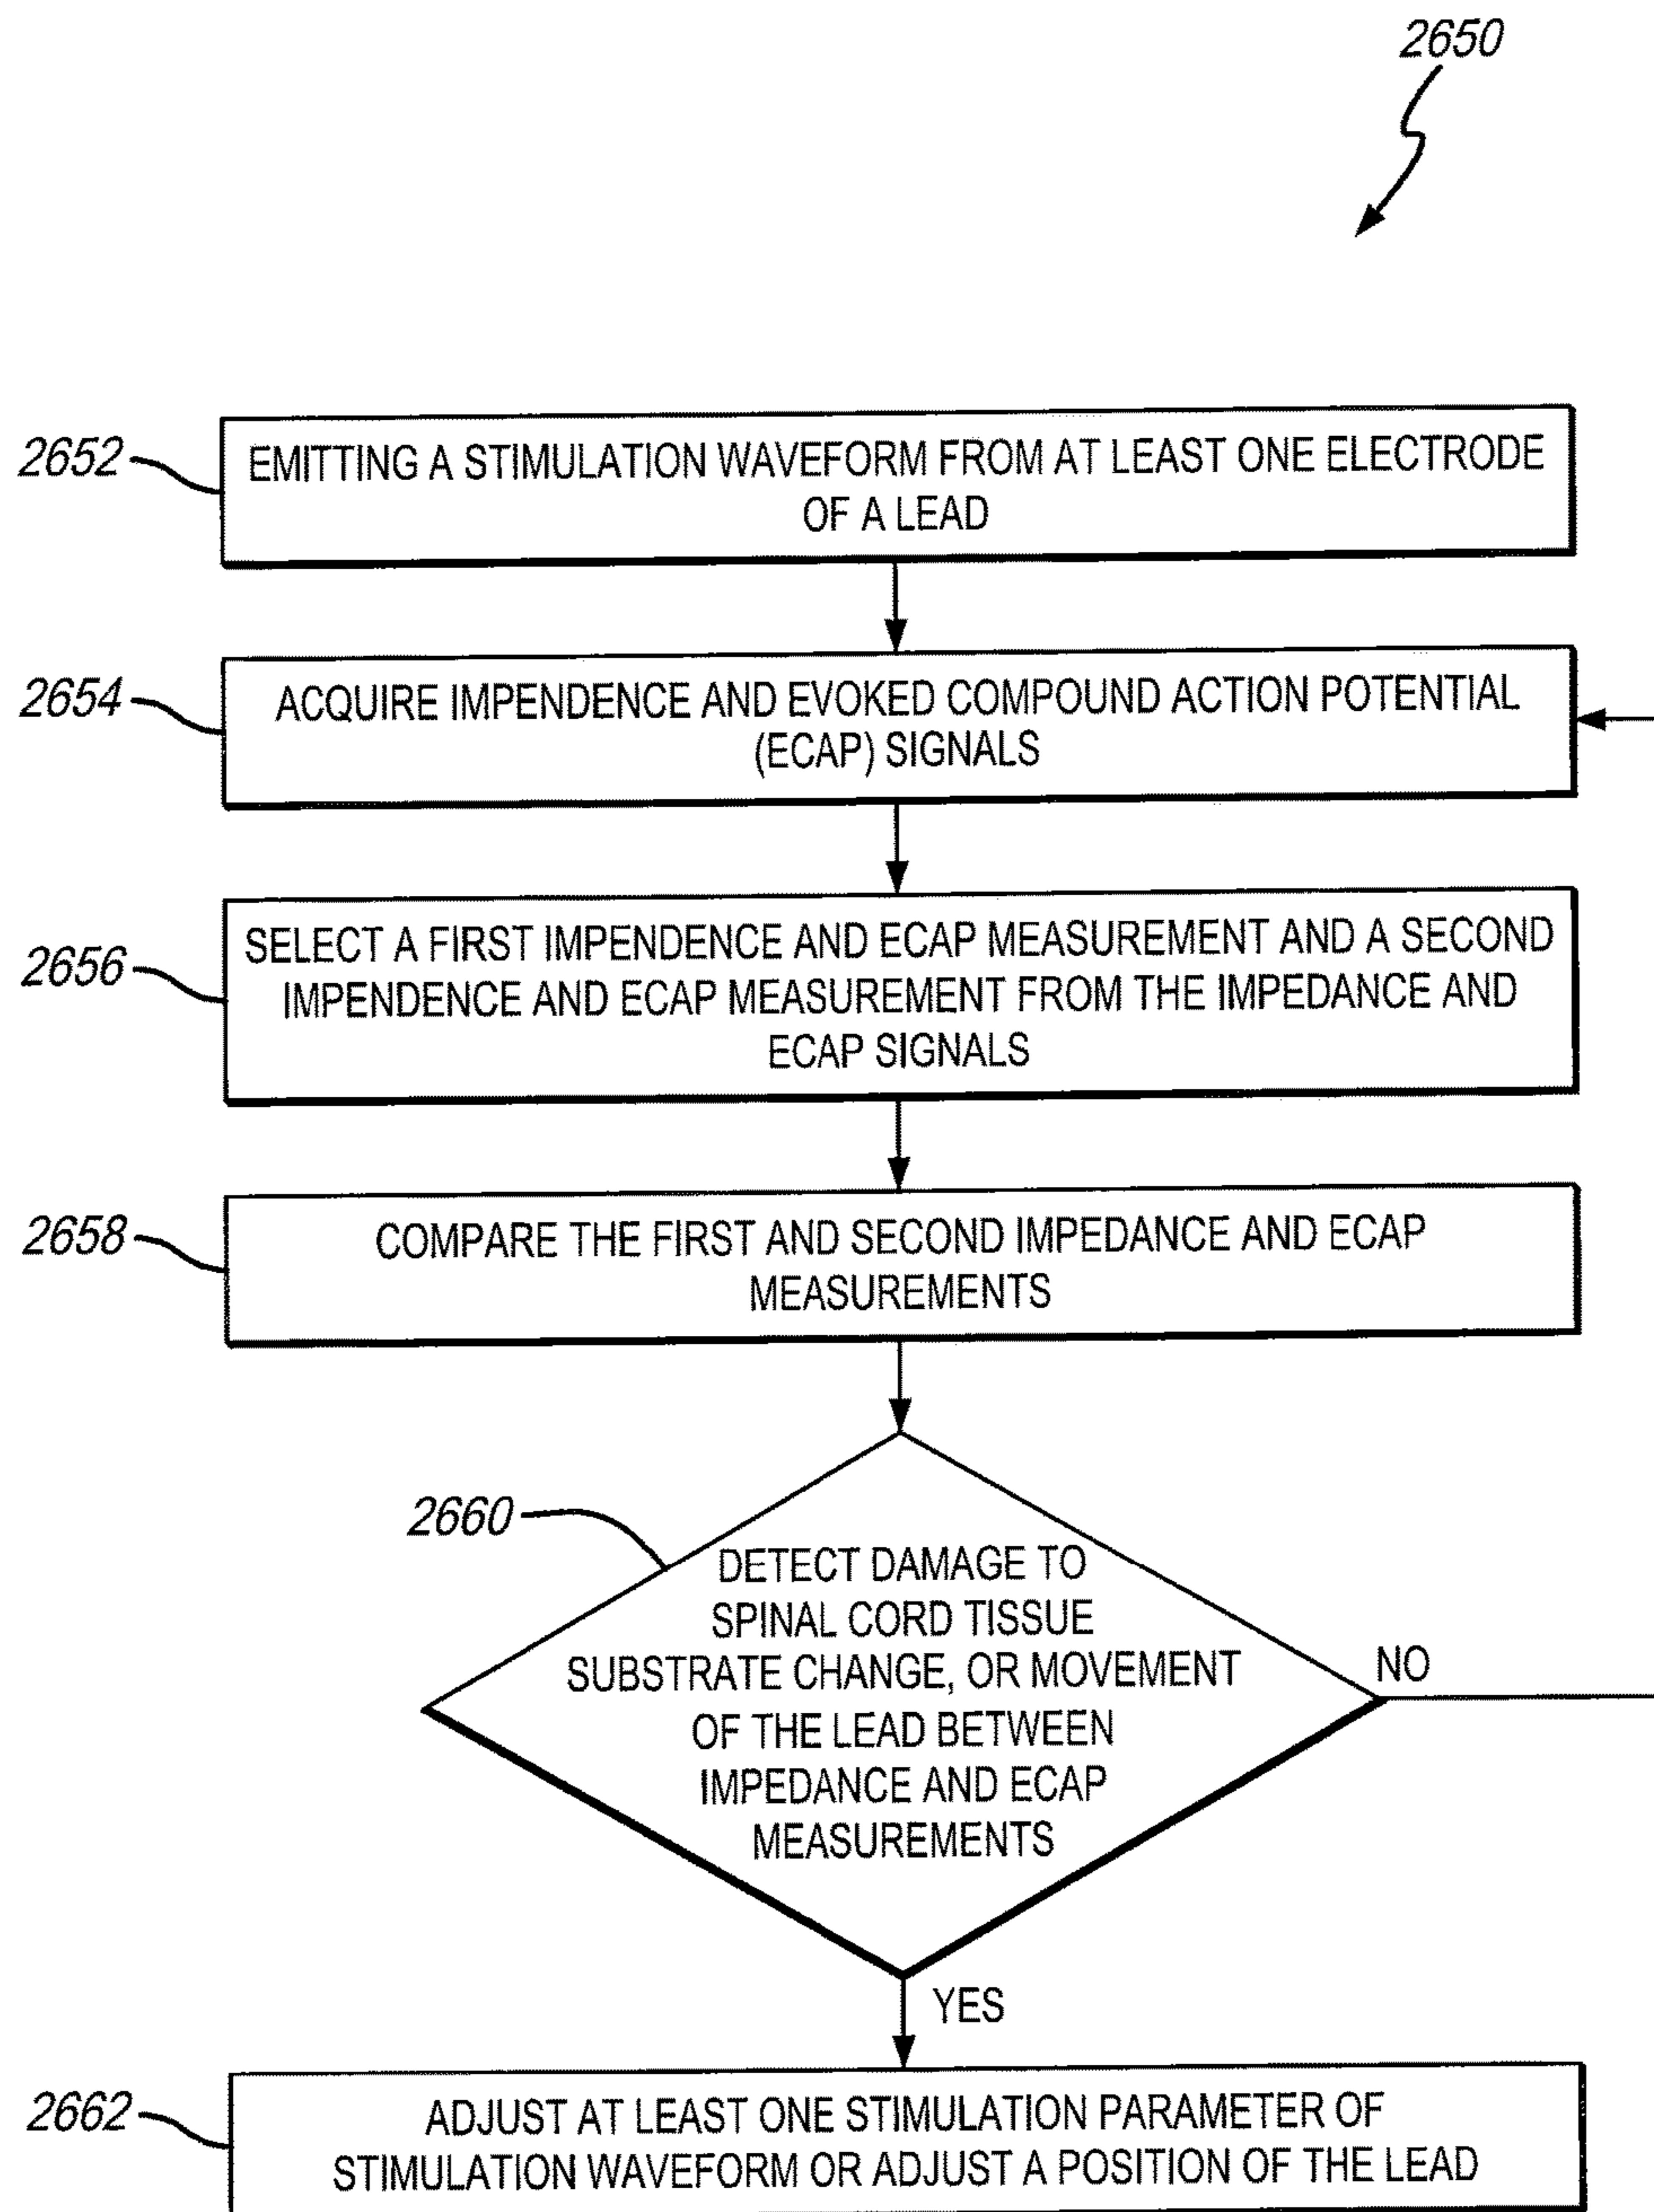 2650
2652
EMITTING A STIMULATION WAVEFORM FROM AT LEAST ONE ELECTRODE
OF A LEAD
2654
ACQUIRE IMPENDENCE AND EVOKED COMPOUND ACTION POTENTIAL
(ECAP) SIGNALS
2656
SELECT A FIRST IMPENDENCE AND ECAP MEASUREMENT AND A SECOND
IMPENDENCE AND ECAP MEASUREMENT FROM THE IMPEDANCE AND
ECAP SIGNALS
2658
COMPARE THE FIRST AND SECOND IMPEDANCE AND ECAP
MEASUREMENTS
2660
DETECT DAMAGE TO
SPINAL CORD TISSUE
SUBSTRATE CHANGE, OR MOVEMENT
OF THE LEAD BETWEEN
IMPEDANCE AND ECAP
MEASUREMENTS
NO
YES
2662
ADJUST AT LEAST ONE STIMULATION PARAMETER OF
STIMULATION WAVEFORM OR ADJUST A POSITION OF THE LEAD